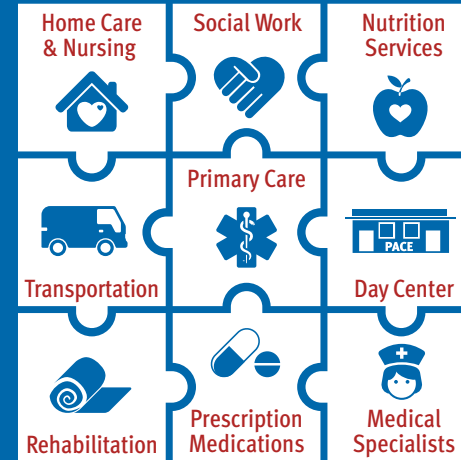 Home Care
& Nursing
Social Work
Nutrition
Services
Transportation
Primary Care
PACE
Day Center
Rehabilitation
Prescription
Medications
Medical
Specialists